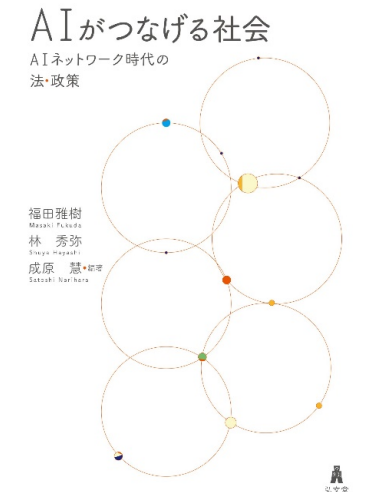 AIがつなげる社会
AIネットワーク時代の
法・政策
福田雅樹
Masaki Fukuda
林 秀弥
Shuya Hayashi
成原 慧・編著
Satoshi Narihara
弘文堂